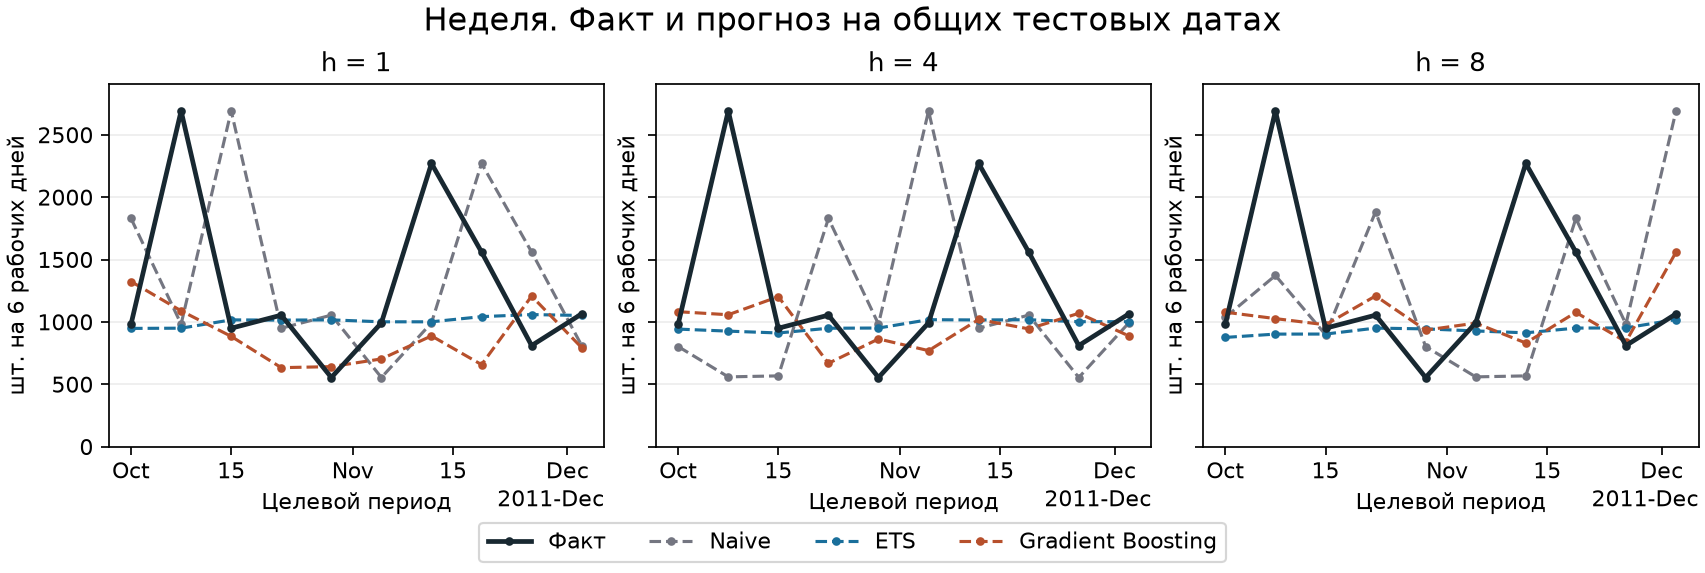 Неделя. Факт и прогноз на общих тестовых датах
h = 1
h = 4
h = 8
шт. на 6 рабочих дней
2500
2000
1500
1000
500
0
шт. на 6 рабочих дней
шт. на 6 рабочих дней
Oct 15 Nov 15 Dec
Oct 15 Nov 15 Dec
Oct 15 Nov 15 Dec
Целевой период 2011-Dec
Целевой период 2011-Dec
Целевой период 2011-Dec
Факт Naive ETS Gradient Boosting